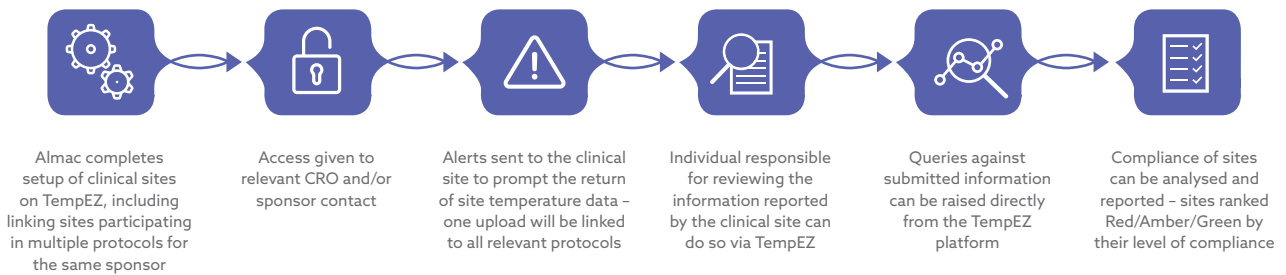 Almac completes
setup of clinical sites
on TempEZ, including
linking sites participating
in multiple protocols for
the same sponsor
Access given to
relevant CRO and/or
sponsor contact
Alerts sent to the clinical
site to prompt the return
of site temperature data –
one upload will be linked
to all relevant protocols
Individual responsible
for reviewing the
information reported
by the clinical site can
do so via TempEZ
Queries against
submitted information
can be raised directly
from the TempEZ
platform
Compliance of sites
can be analysed and
reported – sites ranked
Red/Amber/Green by
their level of compliance